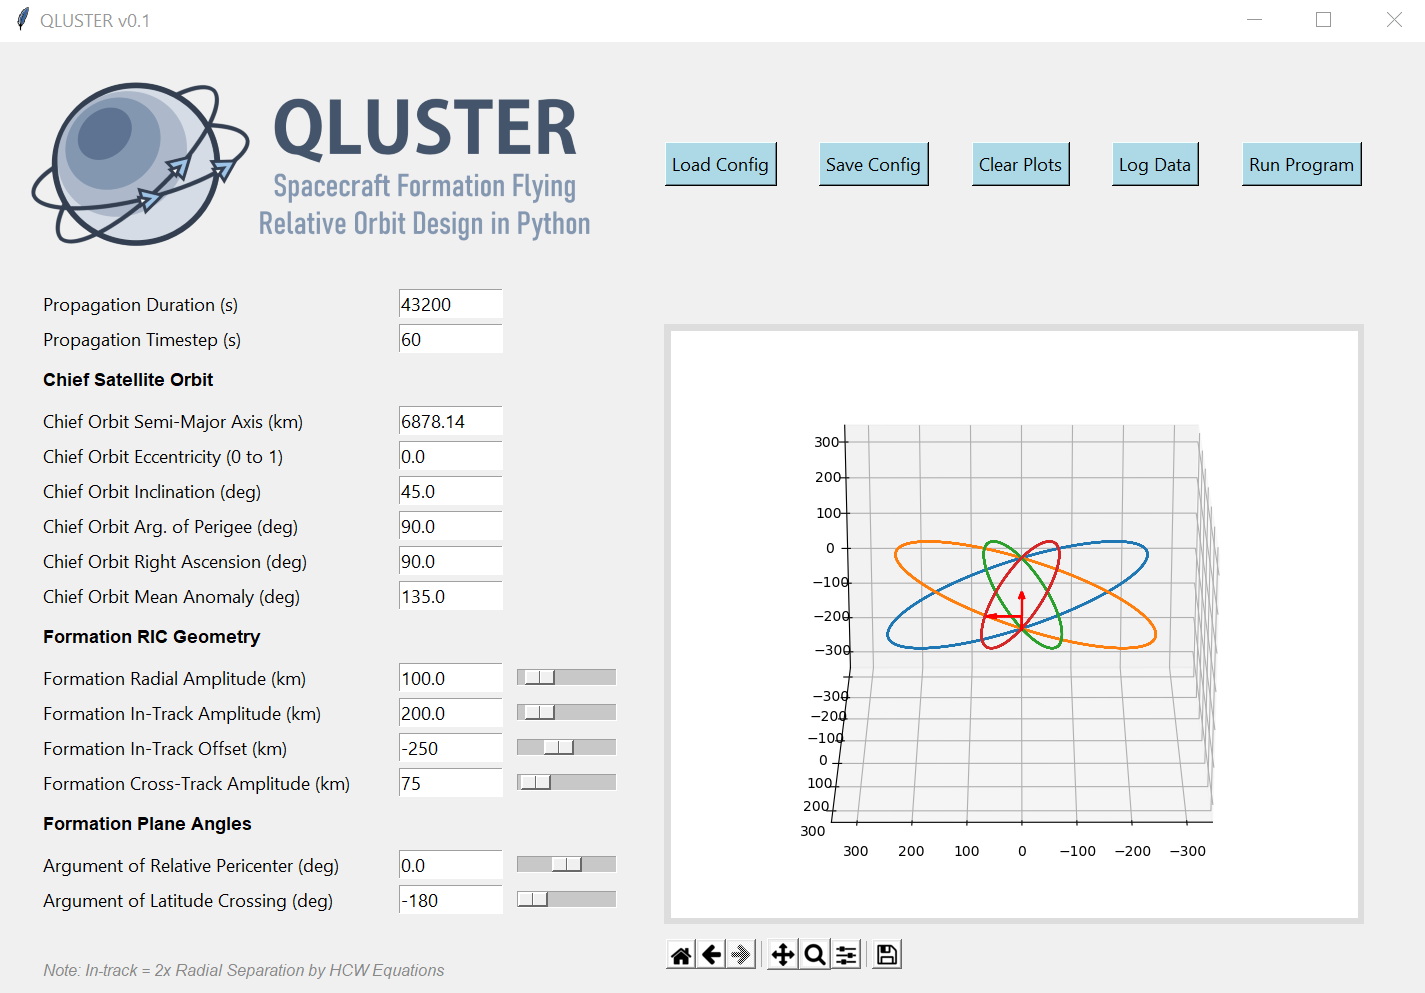 QLUSTER v0.1
QLUSTER
Spacecraft Formation Flying
Relative Orbit Design in Python
Load Config
Save Config
Clear Plots
Log Data
Run Program
Propagation Duration (s)
43200
Propagation Timestep (s)
60
Chief Satellite Orbit
Chief Orbit Semi-Major Axis (km)
6878.14
Chief Orbit Eccentricity (0 to 1)
0.0
Chief Orbit Inclination (deg)
45.0
Chief Orbit Arg. of Perigee (deg)
90.0
Chief Orbit Right Ascension (deg)
90.0
Chief Orbit Mean Anomaly (deg)
135.0
Formation RIC Geometry
Formation Radial Amplitude (km)
100.0
Formation In-Track Amplitude (km)
200.0
Formation In-Track Offset (km)
-250
Formation Cross-Track Amplitude (km)
75
Formation Plane Angles
Argument of Relative Pericenter (deg)
0.0
Argument of Latitude Crossing (deg)
-180
Note: In-track = 2x Radial Separation by HCW Equations
300
200
100
0
−100
−200
−300
−300
−200
−100
0
100
200
300
300 200 100 0 −100 −200 −300